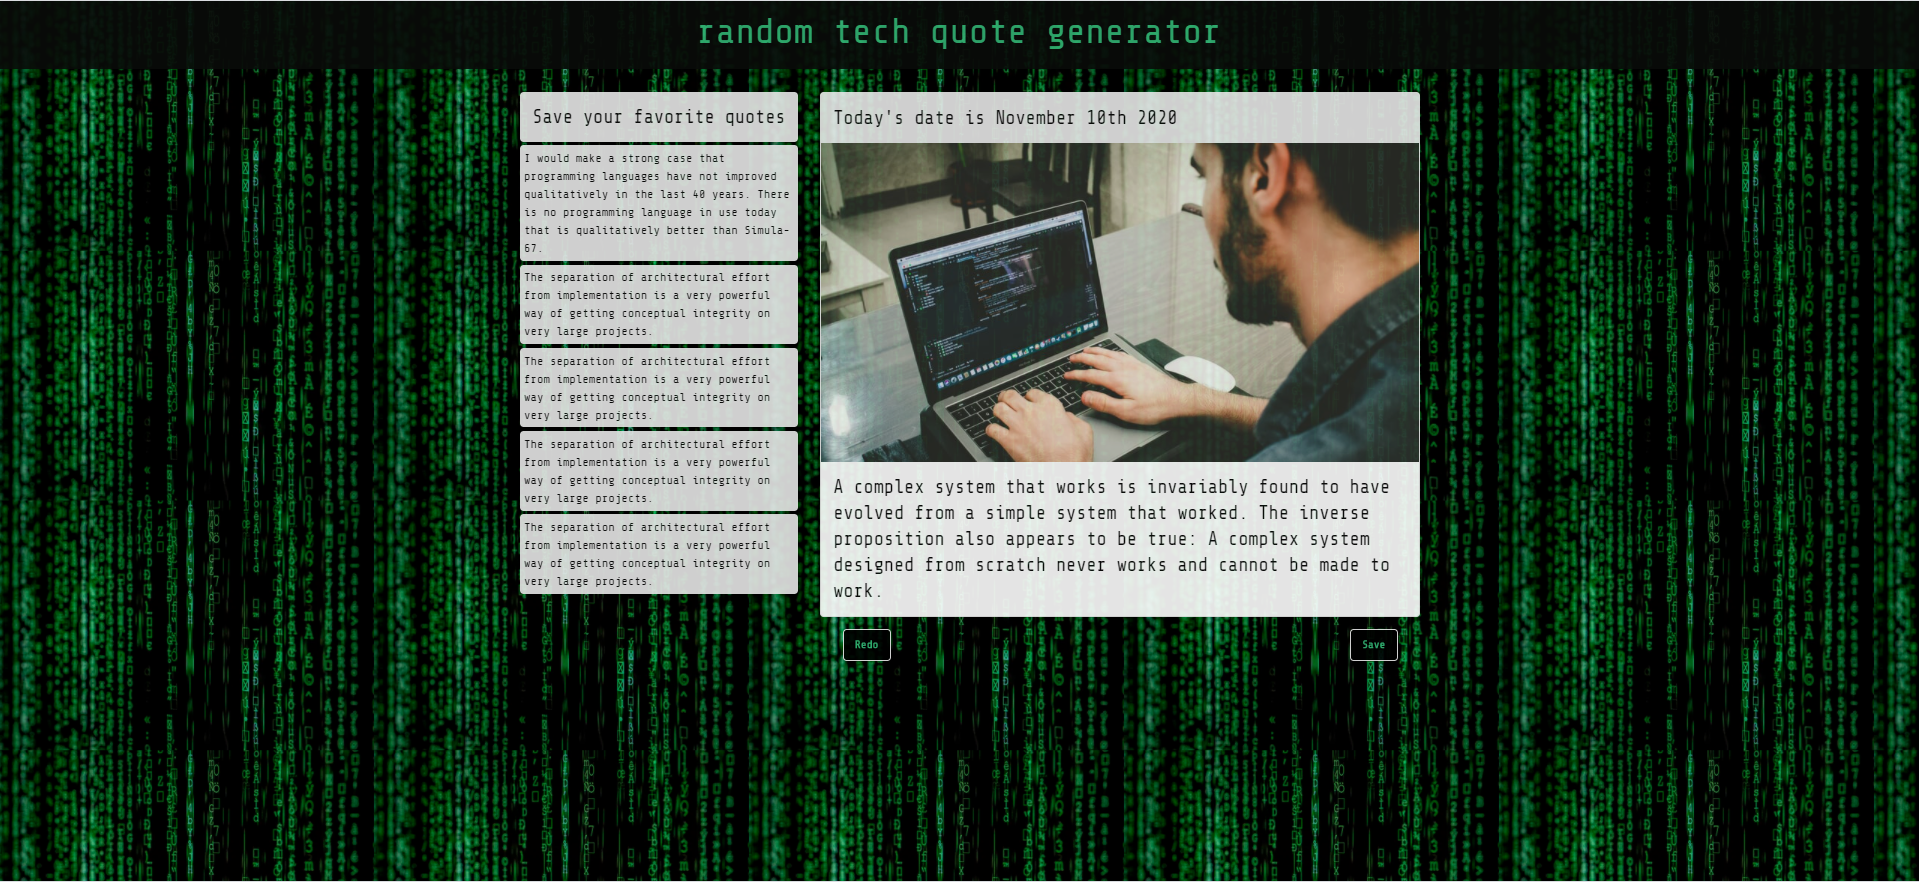 random tech quote generator
Save your favorite quotes
I would make a strong case that
programming languages have not improved
qualitatively in the last 40 years. There
is no programming language in use today
that is qualitatively better than Simula-
67.
The separation of architectural effort
from implementation is a very powerful
way of getting conceptual integrity on
very large projects.
The separation of architectural effort
from implementation is a very powerful
way of getting conceptual integrity on
very large projects.
The separation of architectural effort
from implementation is a very powerful
way of getting conceptual integrity on
very large projects.
The separation of architectural effort
from implementation is a very powerful
way of getting conceptual integrity on
very large projects.
Today's date is November 10th 2020
A complex system that works is invariably found to have
evolved from a simple system that worked. The inverse
proposition also appears to be true: A complex system
designed from scratch never works and cannot be made to
work.
Redo
Save